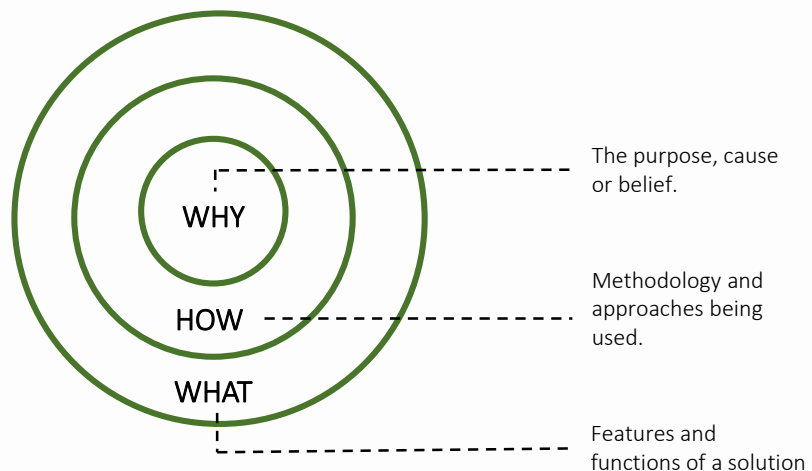 WHY
The purpose, cause
or belief.
HOW
Methodology and
approaches being
used.
WHAT
Features and
functions of a solution